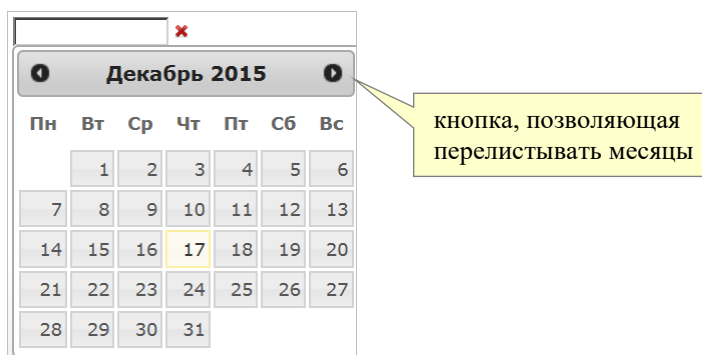 Декабрь 2015
Пн Вт Ср Чт Пт Сб Вс
1 2 3 4 5 6
7 8 9 10 11 12 13
14 15 16 17 18 19 20
21 22 23 24 25 26 27
28 29 30 31
кнопка, позволяющая
перелистывать месяцы